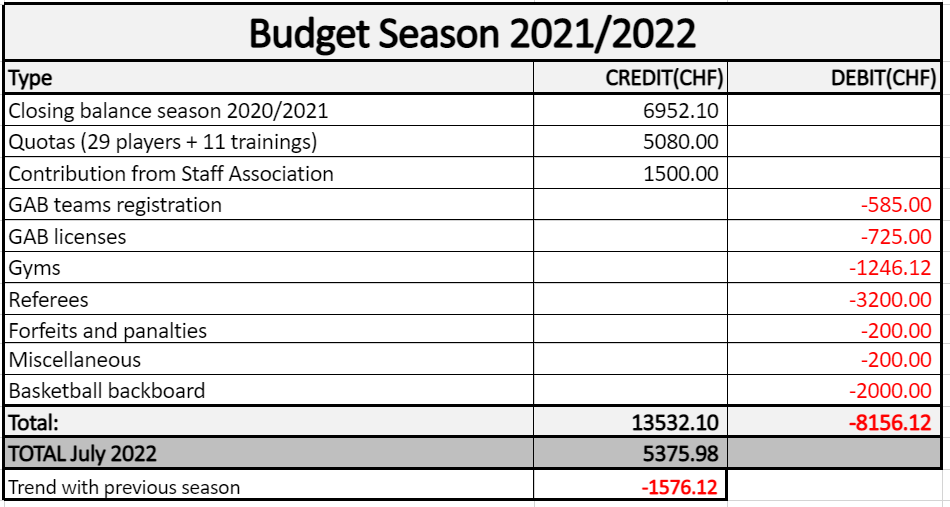 Budget Season 2021/2022
Type CREDIT(CHF) DEBIT(CHF)
Closing balance season 2020/2021 6952.10
Quotas (29 players + 11 trainings) 5080.00
Contribution from Staff Association 1500.00
GAB teams registration -585.00
GAB licenses -725.00
Gyms -1246.12
Referees -3200.00
Forfeits and panalties -200.00
Miscellaneous -200.00
Basketball backboard -2000.00
Total: 13532.10 -8156.12
TOTAL July 2022 5375.98
Trend with previous season -1576.12